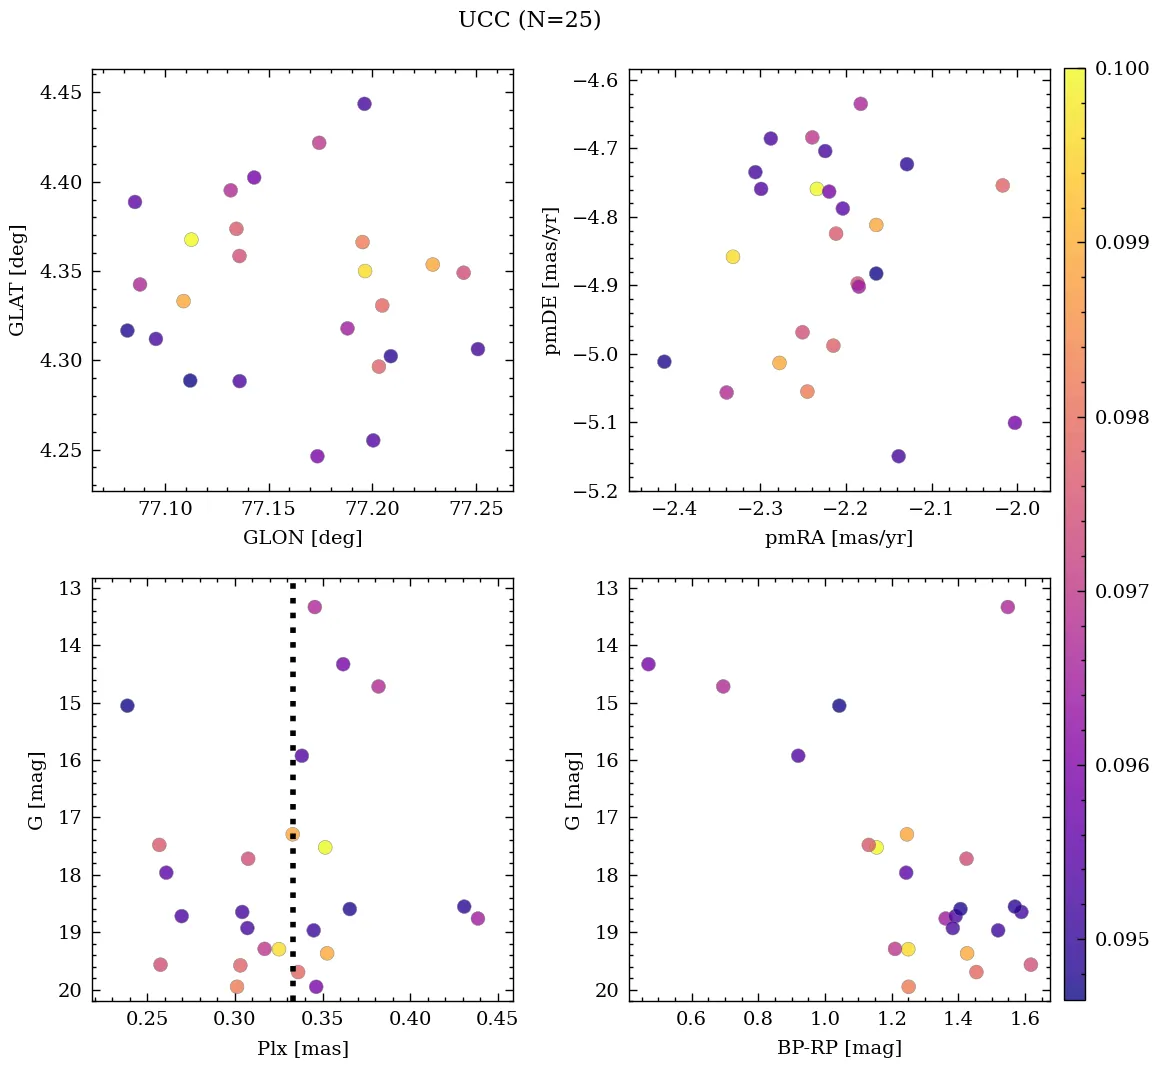 UCC (N=25)
4.45
4.40
4.35
4.30
4.25
GLAT [deg]
77.10 77.15 77.20 77.25
GLON [deg]
−4.6
−4.7
−4.8
−4.9
−5.0
−5.1
−5.2
pmDE [mas/yr]
−2.4 −2.3 −2.2 −2.1 −2.0
pmRA [mas/yr]
0.100
0.099
0.098
0.097
0.096
0.095
13
14
15
16
17
18
19
20
G [mag]
0.25 0.30 0.35 0.40 0.45
Plx [mas]
13
14
15
16
17
18
19
20
G [mag]
0.6 0.8 1.0 1.2 1.4 1.6
BP-RP [mag]